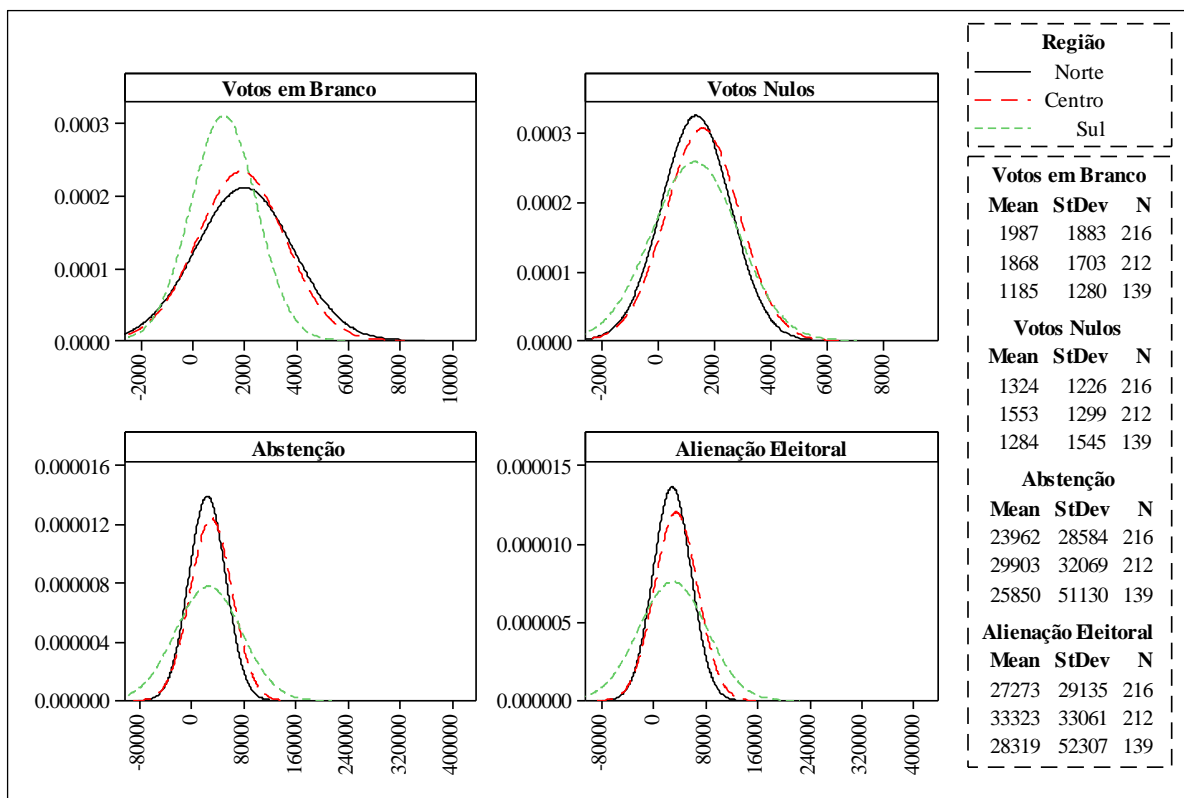 Votos em Branco
0.0003
0.0002
0.0001
0.0000
-2000
0
2000
4000
6000
8000
10000
Votos Nulos
0.0003
0.0002
0.0001
0.0000
-2000
0
2000
4000
6000
8000
Abstenção
0.000016
0.000012
0.000008
0.000004
0.000000
-80000
0
80000
160000
240000
320000
400000
Alienação Eleitoral
0.000015
0.000010
0.000005
0.000000
-80000
0
80000
160000
240000
320000
400000
Região
Norte
Centro
Sul
Votos em Branco
Mean StDev N
1987 1883 216
1868 1703 212
1185 1280 139
Votos Nulos
Mean StDev N
1324 1226 216
1553 1299 212
1284 1545 139
Abstenção
Mean StDev N
23962 28584 216
29903 32069 212
25850 51130 139
Alienação Eleitoral
Mean StDev N
27273 29135 216
33323 33061 212
28319 52307 139